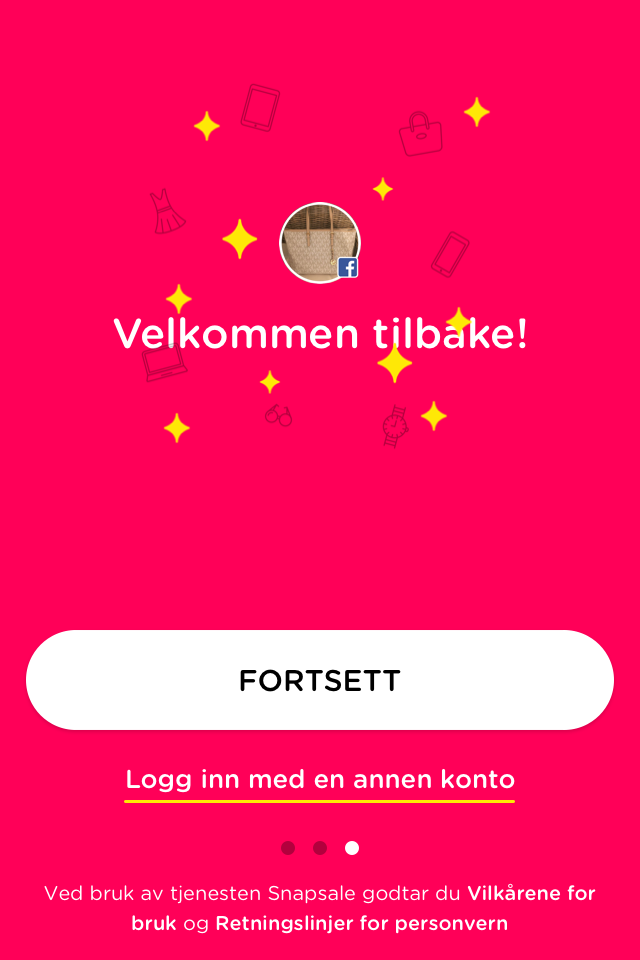 Velkommen tilbake!
FORTSETT
Logg inn med en annen konto
Ved bruk av tjenesten Snapsale godtar du Vilkårene for
bruk og Retningslinjer for personvern